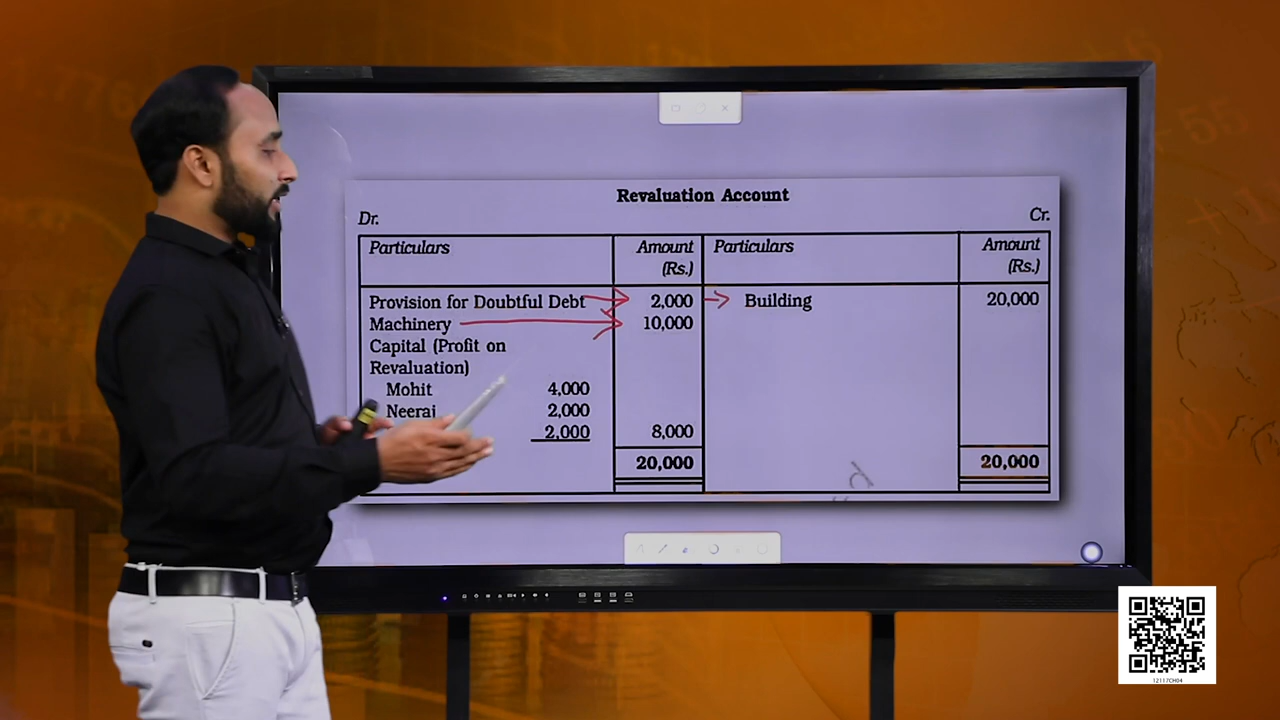 Revaluation Account
Dr. Cr.
Particulars Amount (Rs.) Particulars Amount (Rs.)
Provision for Doubtful Debt 2,000 Building 20,000
Machinery 10,000
Capital (Profit on
Revaluation)
Mohit 4,000
Neeraj 2,000
2,000 8,000
20,000 20,000
12117CH04